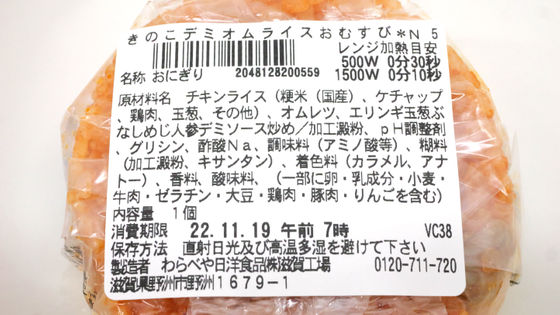 きのこデミオムライスおむすび*N 5
レンジ加熱目安
500W 0分30秒
名称 おにぎり 2048128200559 1500W 0分10秒
原材料名 チキンライス(粳米(国産)、ケチャップ
、鶏肉、玉葱、その他)、オムレツ、エリンギ玉葱ぶ
なしめじ人参デミソース炒め/加工澱粉、pH調整剤
、グリシン、酢酸Na、調味料(アミノ酸等)、糊料
(加工澱粉、キサンタン)、着色料(カラメル、アナ
トー)、香料、酸味料、(一部に卵・乳成分・小麦・
牛肉・ゼラチン・大豆・鶏肉・豚肉・りんごを含む)
内容量 1個
消費期限 22.11.19 午前 7時 VC38
保存方法 直射日光及び高温多湿を避けて下さい
製造者 わらべや日洋食品(株)滋賀工場 0120-711-720
滋賀県野洲市市野洲1679-1